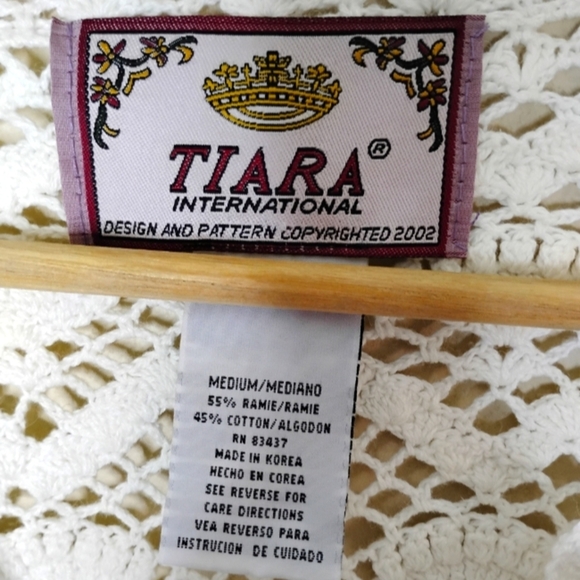 TIARA®
INTERNATIONAL
DESIGN AND PATTERN COPYRIGHTED 2002
MEDIUM/MEDIANO
55% RAMIE/RAMIE
45% COTTON/ALGODON
RN 83437
MADE IN KOREA
HECHO EN COREA
SEE REVERSE FOR
CARE DIRECTIONS
VEA REVERSO PARA
INSTRUCION DE CUIDADO